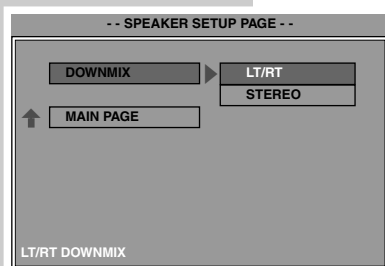 - - SPEAKER SETUP PAGE - -
DOWNMIX
LT/RT
STEREO
MAIN PAGE
LT/RT DOWNMIX